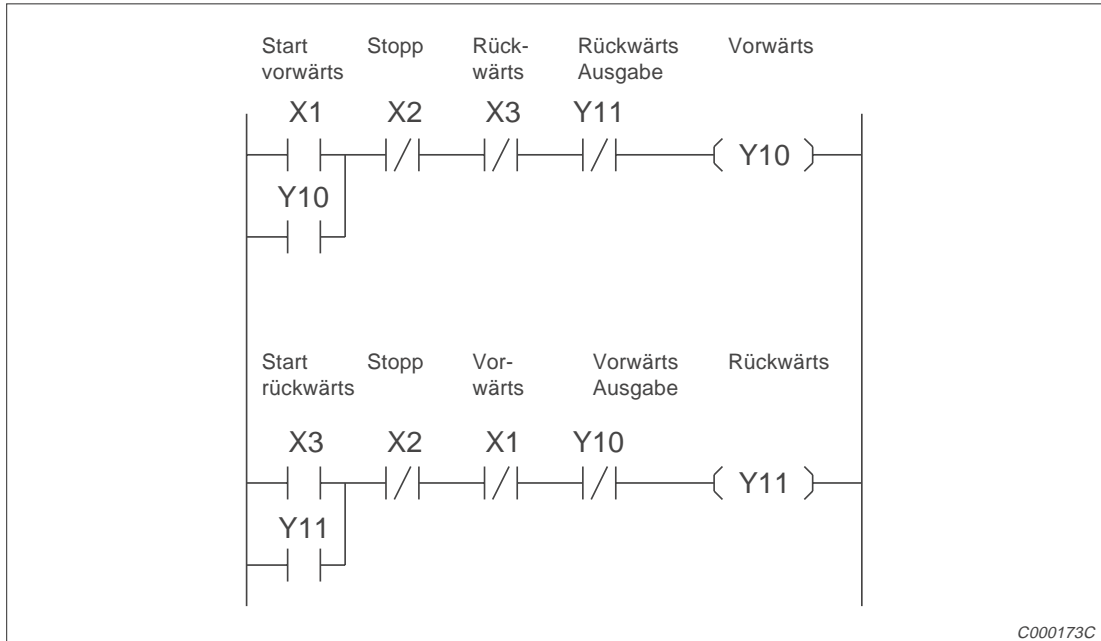 Start Stopp Rück- Rückwärts Vorwärts
vorwärts wärts Ausgabe
X1 X2 X3 Y11
Y10
Y10
Start Stopp Vor- Vorwärts Rückwärts
rückwärts wärts Ausgabe
X3 X2 X1 Y10
Y11
Y11
C000173C